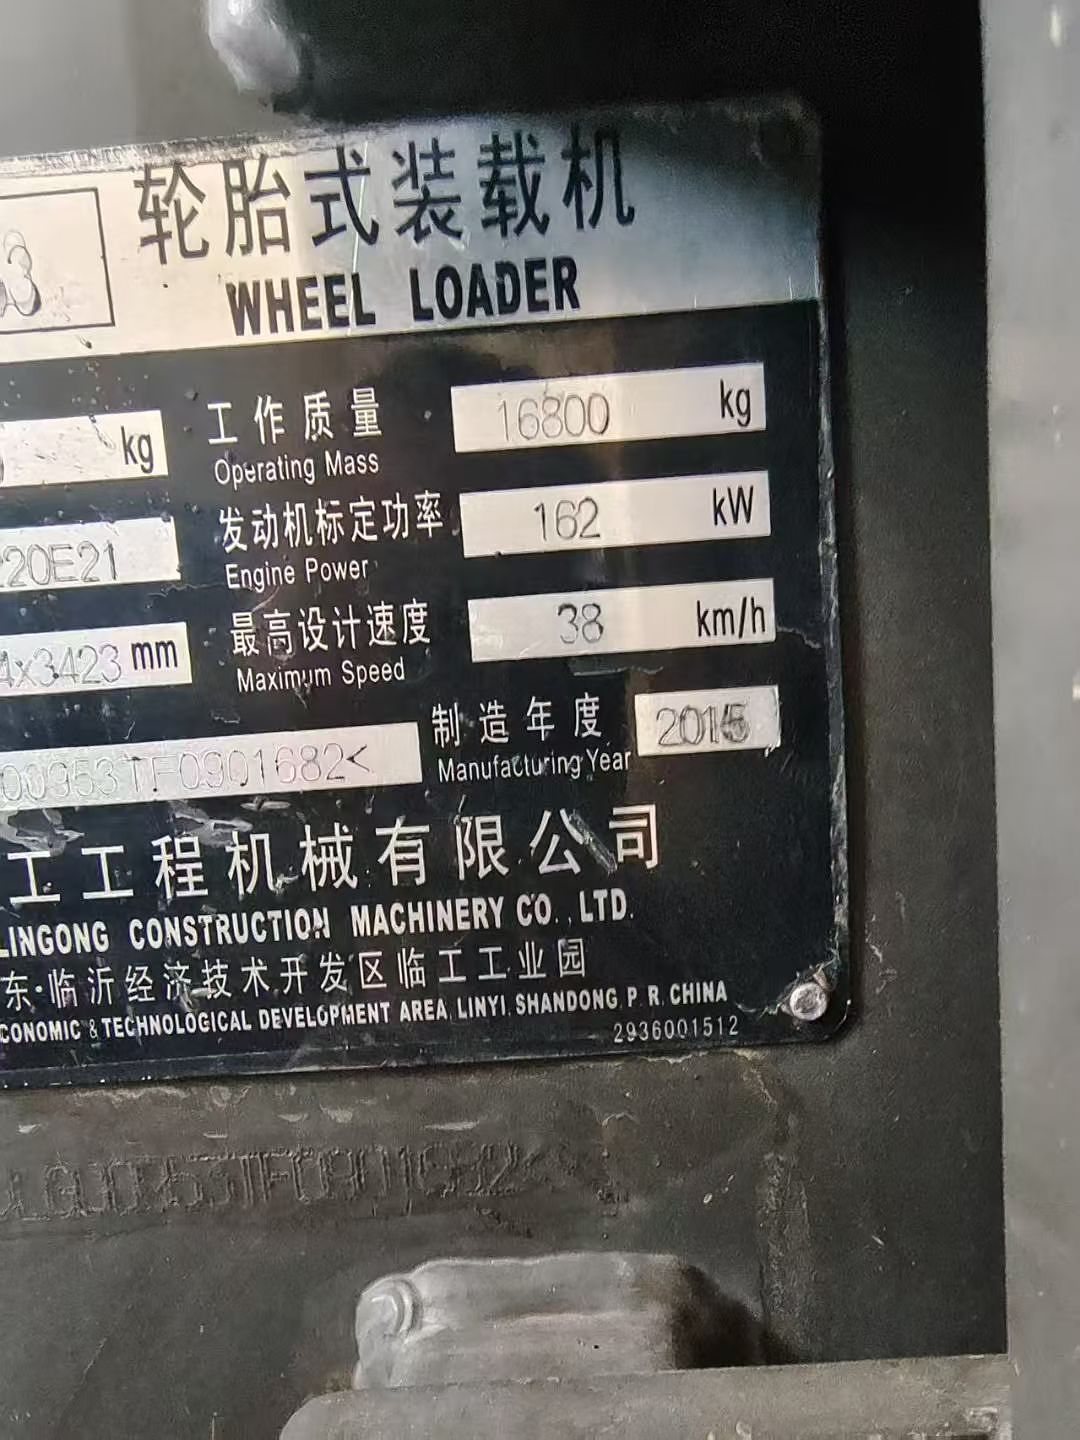 轮胎式装载机
3
WHEEL LOADER
kg
工作质量
Operating Mass
16800 kg
20E21
发动机标定功率
Engine Power
162 kW
x3423 mm
最高设计速度
Maximum Speed
38 km/h
00953TF0901682<
制造年度
Manufacturing Year
工工程机械有限公司
LINGONG CONSTRUCTION MACHINERY CO., LTD.
东·临沂经济技术开发区临工工业园
CONOMIC & TECHNOLOGICAL DEVELOPMENT AREA, LINYI, SHANDONG, P. R. CHINA
2936001512